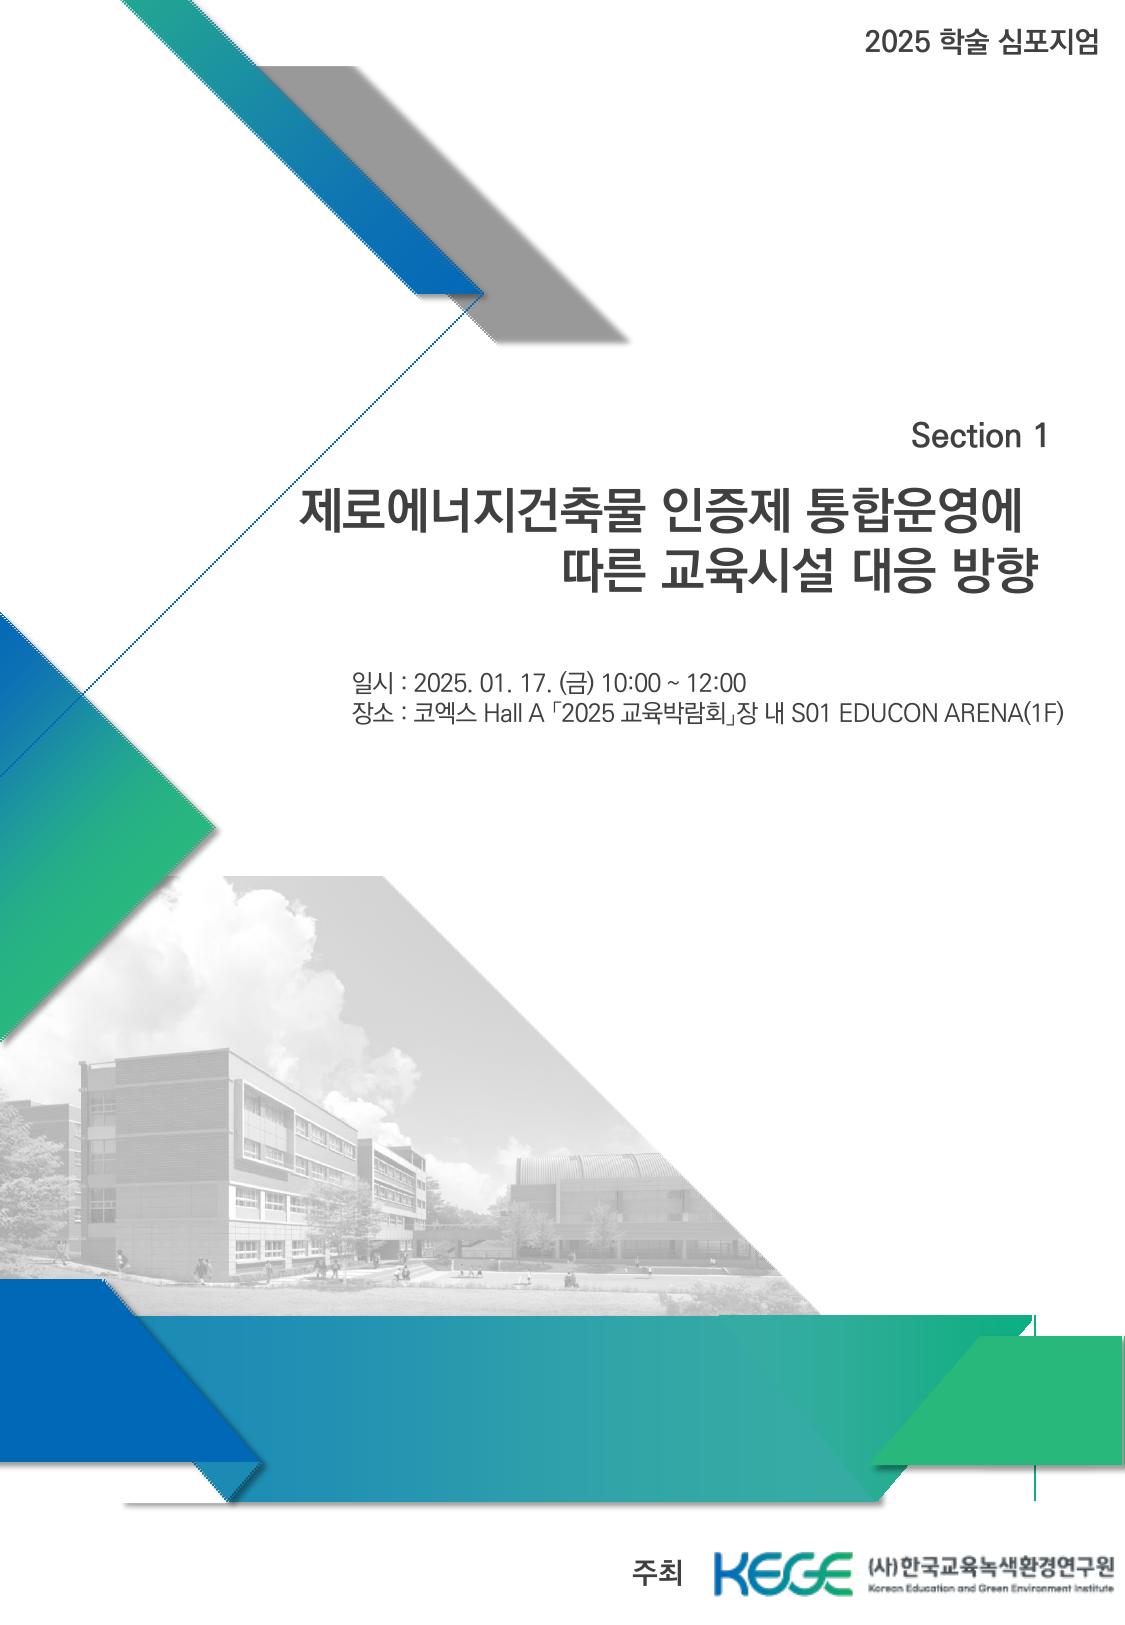 2025 학술 심포지엄
Section 1
제로에너지건축물 인증제 통합운영에
따른 교육시설 대응 방향
일시 : 2025. 01. 17. (금) 10:00 ~ 12:00
장소 : 코엑스 Hall A 「2025 교육박람회」장 내 S01 EDUCON ARENA(1F)
주최 KEGE (사)한국교육녹색환경연구원
Korean Education and Green Environment Institute